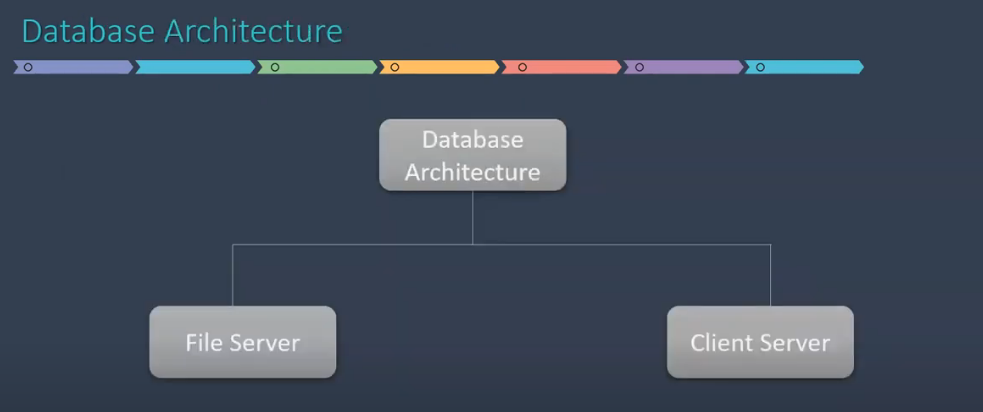 Database Architecture
Database
Architecture
File Server
Client Server